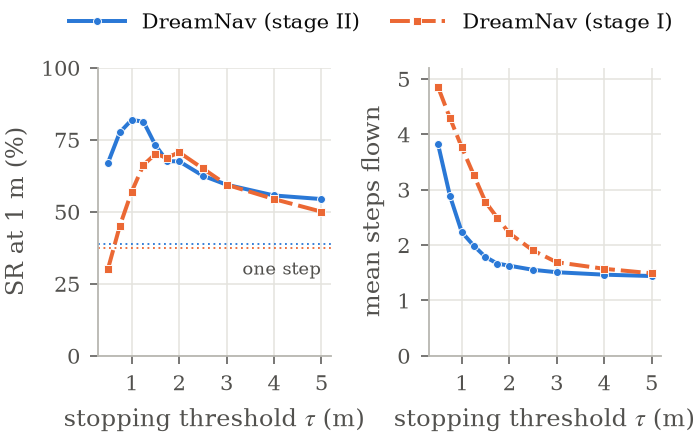 DreamNav (stage II) DreamNav (stage I)
SR at 1 m (%)
100
75
50
25
0
one step
1 2 3 4 5
stopping threshold τ (m)
mean steps flown
5
4
3
2
1
0
1 2 3 4 5
stopping threshold τ (m)